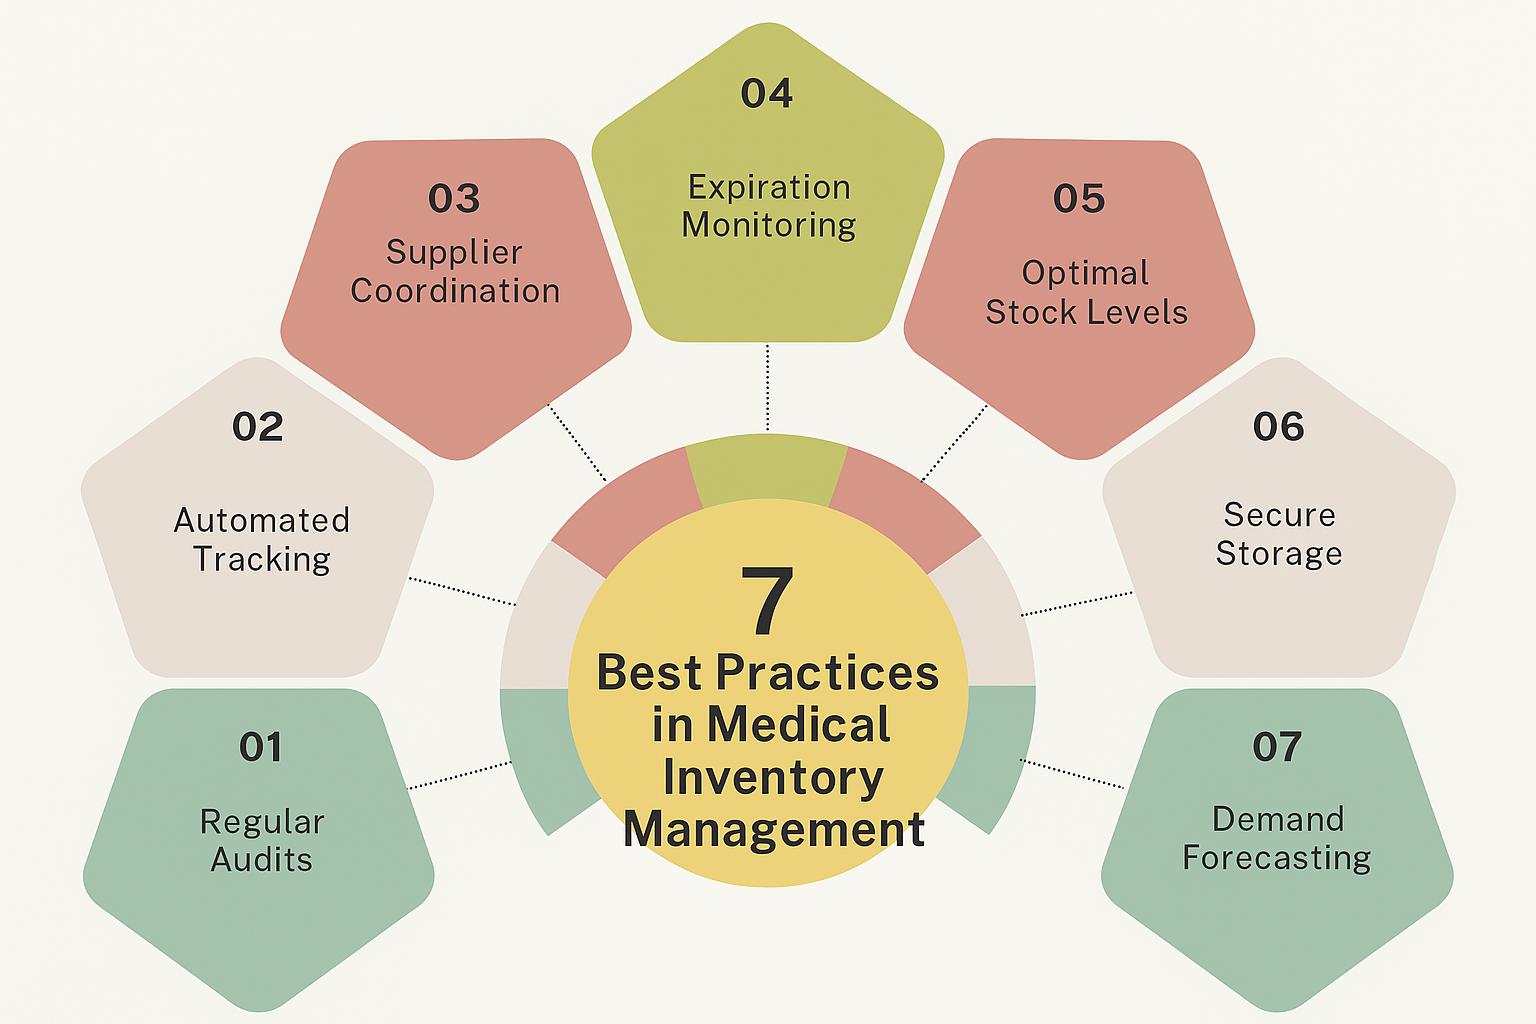 7
Best Practices
in Medical
Inventory
Management
01
Regular
Audits
02
Automated
Tracking
03
Supplier
Coordination
04
Expiration
Monitoring
05
Optimal
Stock Levels
06
Secure
Storage
07
Demand
Forecasting